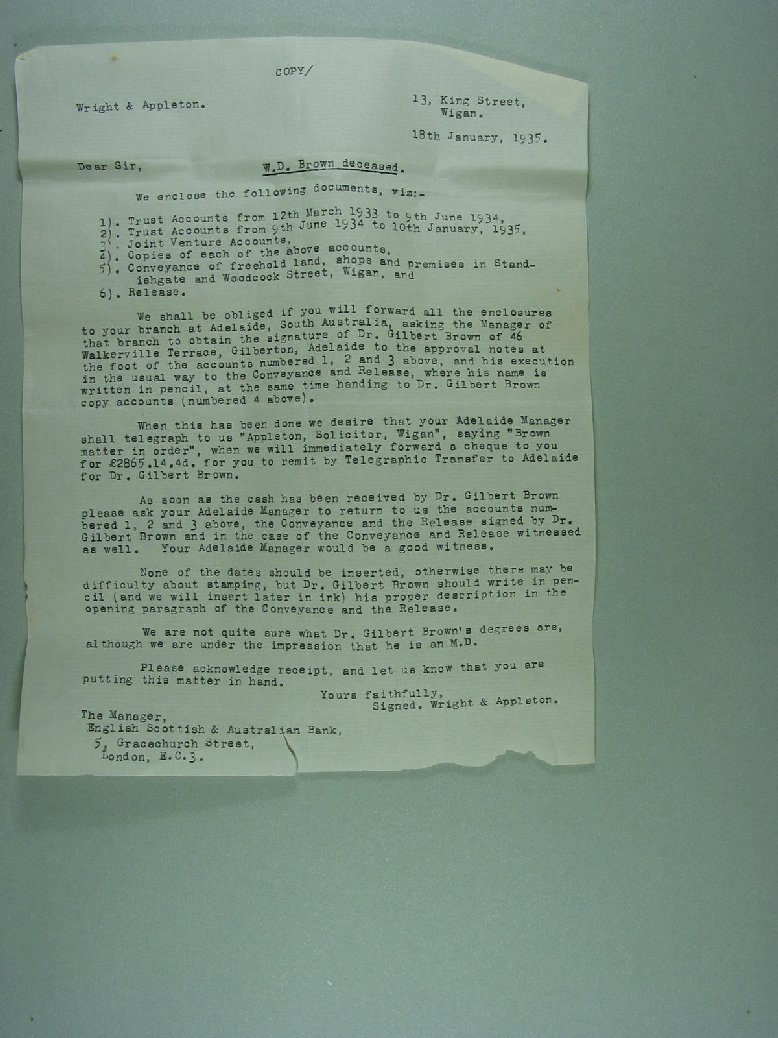 COPY/
Wright & Appleton.
13, King Street,
Wigan.
18th January, 1935.
Dear Sir,
W.D. Brown deceased.
We enclose the following documents, viz:-
1). Trust Accounts from 12th March 1933 to 9th June 1934,
2). Trust Accounts from 9th June 1934 to 10th January, 1935,
3). Joint Venture Accounts,
4). Copies of each of the above accounts,
5). Conveyance of freehold land, shops and premises in Stand-
ishgate and Woodcock Street, Wigan, and
6). Release.
We shall be obliged if you will forward all the enclosures
to your branch at Adelaide, South Australia, asking the Manager of
that branch to obtain the signature of Dr. Gilbert Brown of 46
Walkerville Terrace, Gilberton, Adelaide to the approval notes at
the foot of the accounts numbered 1, 2 and 3 above, and his execution
in the usual way to the Conveyance and Release, where his name is
written in pencil, at the same time handing to Dr. Gilbert Brown
copy accounts (numbered 4 above).
When this has been done we desire that your Adelaide Manager
shall telegraph to us "Appleton, Solicitor, Wigan", saying "Brown
matter in order", when we will immediately forward a cheque to you
for £2865.14.4d. for you to remit by Telegraphic Transfer to Adelaide
for Dr. Gilbert Brown.
As soon as the cash has been received by Dr. Gilbert Brown
please ask your Adelaide Manager to return to us the accounts num-
bered 1, 2 and 3 above, the Conveyance and the Release signed by Dr.
Gilbert Brown and in the case of the Conveyance and Release witnessed
as well. Your Adelaide Manager would be a good witness.
None of the dates should be inserted, otherwise there may be
difficulty about stamping, but Dr. Gilbert Brown should write in pen-
cil (and we will insert later in ink) his proper description in the
opening paragraph of the Conveyance and the Release.
We are not quite sure what Dr. Gilbert Brown's degrees are,
although we are under the impression that he is an M.D.
Please acknowledge receipt, and let us know that you are
putting this matter in hand.
Yours faithfully,
Signed. Wright & Appleton.
The Manager,
English Scottish & Australian Bank,
5, Gracechurch Street,
London, E.C.3.